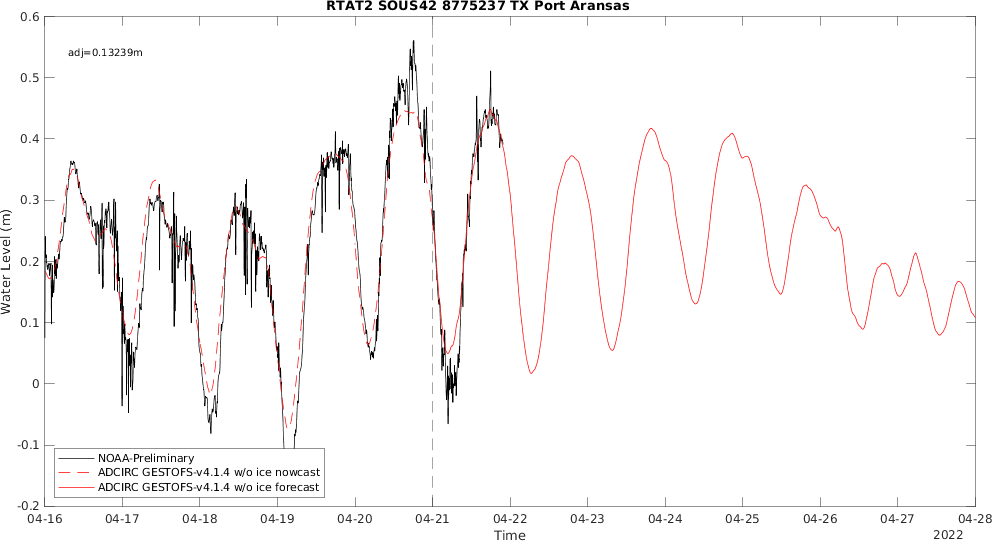 RTAT2 SOUS42 8775237 TX Port Aransas
adj=0.13239m
Water Level (m)
0.6
0.5
0.4
0.3
0.2
0.1
0
-0.1
-0.2
NOAA-Preliminary
ADCIRC GESTOFS-v4.1.4 w/o ice nowcast
ADCIRC GESTOFS-v4.1.4 w/o ice forecast
04-16 04-17 04-18 04-19 04-20 04-21 04-22 04-23 04-24 04-25 04-26 04-27 04-28
Time
2022